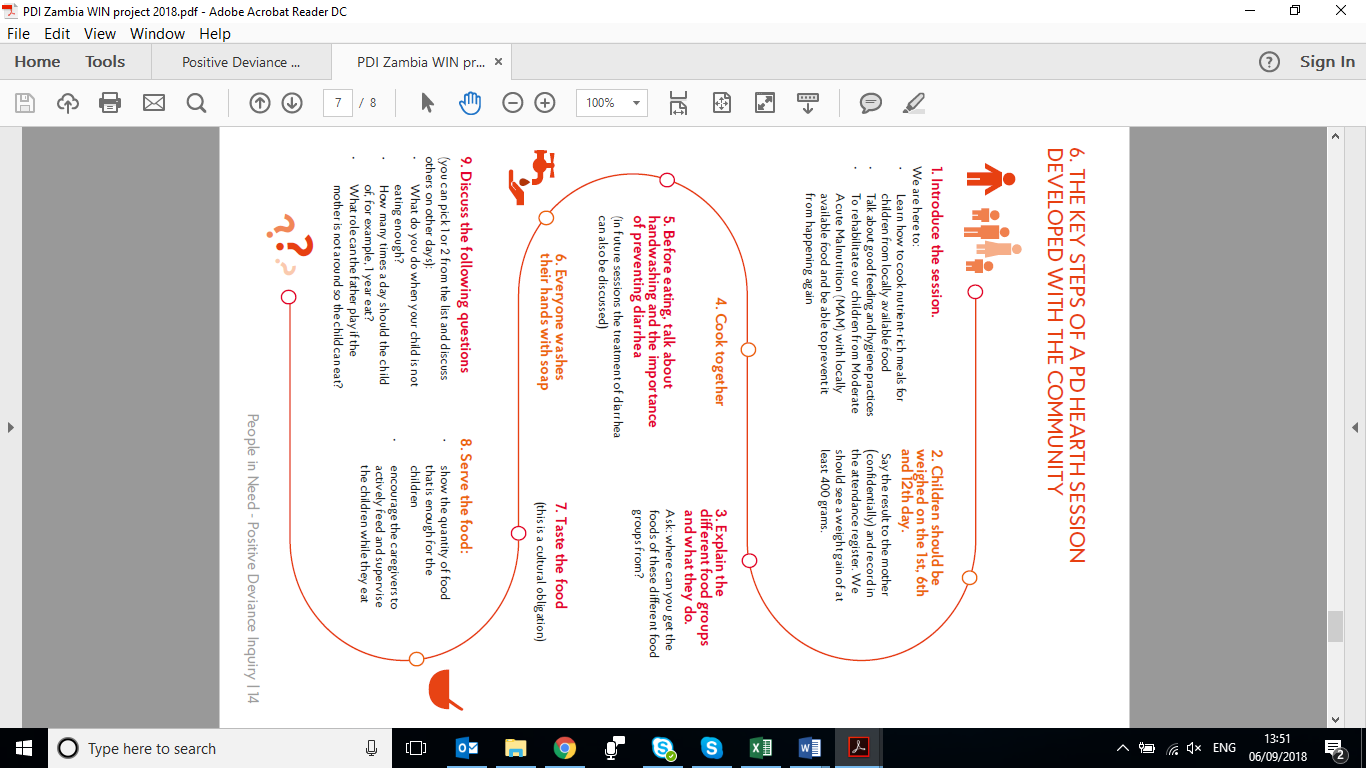 PDI Zambia WIN project 2018.pdf - Adobe Acrobat Reader DC
File Edit View Window Help
Home Tools Positive Deviance ... PDI Zambia WIN pr... ×
? Sign In
7 / 8 100%
6. THE KEY STEPS OF A PD HEARTH SESSION
DEVELOPED WITH THE COMMUNITY
1. Introduce the session.
We are here to:
· Learn how to cook nutrient-rich meals for
children from locally available food
· Talk about good feeding and hygiene practices
· To rehabilitate our children from Moderate
Acute Malnutrition (MAM) with locally
available food and be able to prevent it
from happening again
2. Children should be
weighed on the 1st, 6th
and 12th day.
Say the result to the mother
(confidentially) and record in
the attendance register. We
should see a weight gain of at
least 400 grams.
3. Explain the
different food groups
and what they do.
Ask: where can you get the
foods of these different food
groups from?
4. Cook together
5. Before eating, talk about
handwashing and the importance
of preventing diarrhea
(in future sessions the treatment of diarrhea
can also be discussed)
6. Everyone washes
their hands with soap
7. Taste the food
(this is a cultural obligation)
8. Serve the food:
· show the quantity of food
that is enough for the
children
· encourage the caregivers to
actively feed and supervise
the children while they eat
9. Discuss the following questions
(you can pick 1 or 2 from the list and discuss
others on other days):
· What do you do when your child is not
eating enough?
· How many times a day should the child
of, for example, 1 year eat?
· What role can the father play if the
mother is not around so the child can eat?
???
People in Need - Positive Deviance Inquiry | 14
Type here to search
ENG
13:51
06/09/2018
2